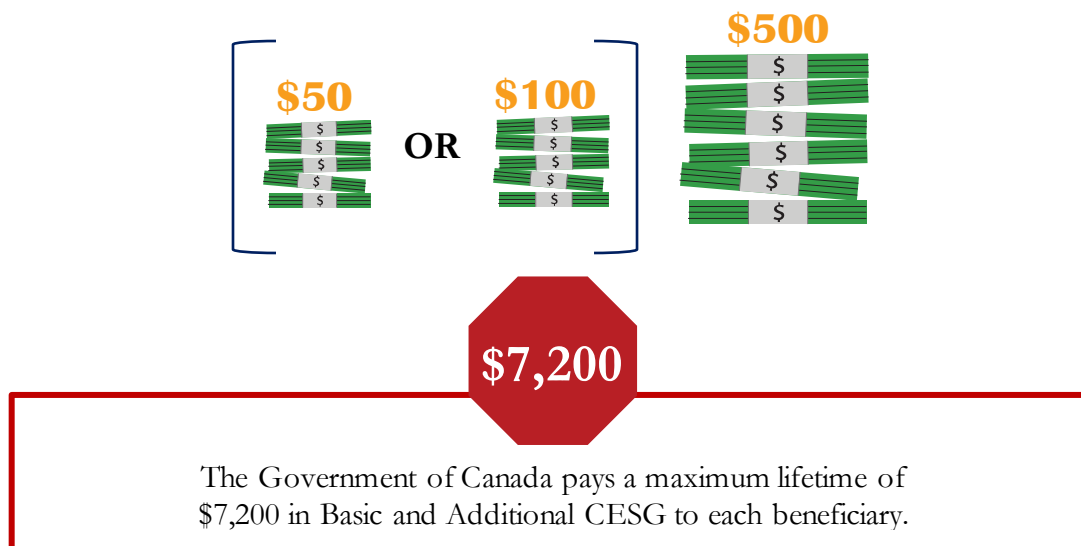 $500
$50
$100
OR
$ $ $ $ $
$ $ $ $ $
$ $ $ $ $ $
$7,200
The Government of Canada pays a maximum lifetime of
$7,200 in Basic and Additional CESG to each beneficiary.